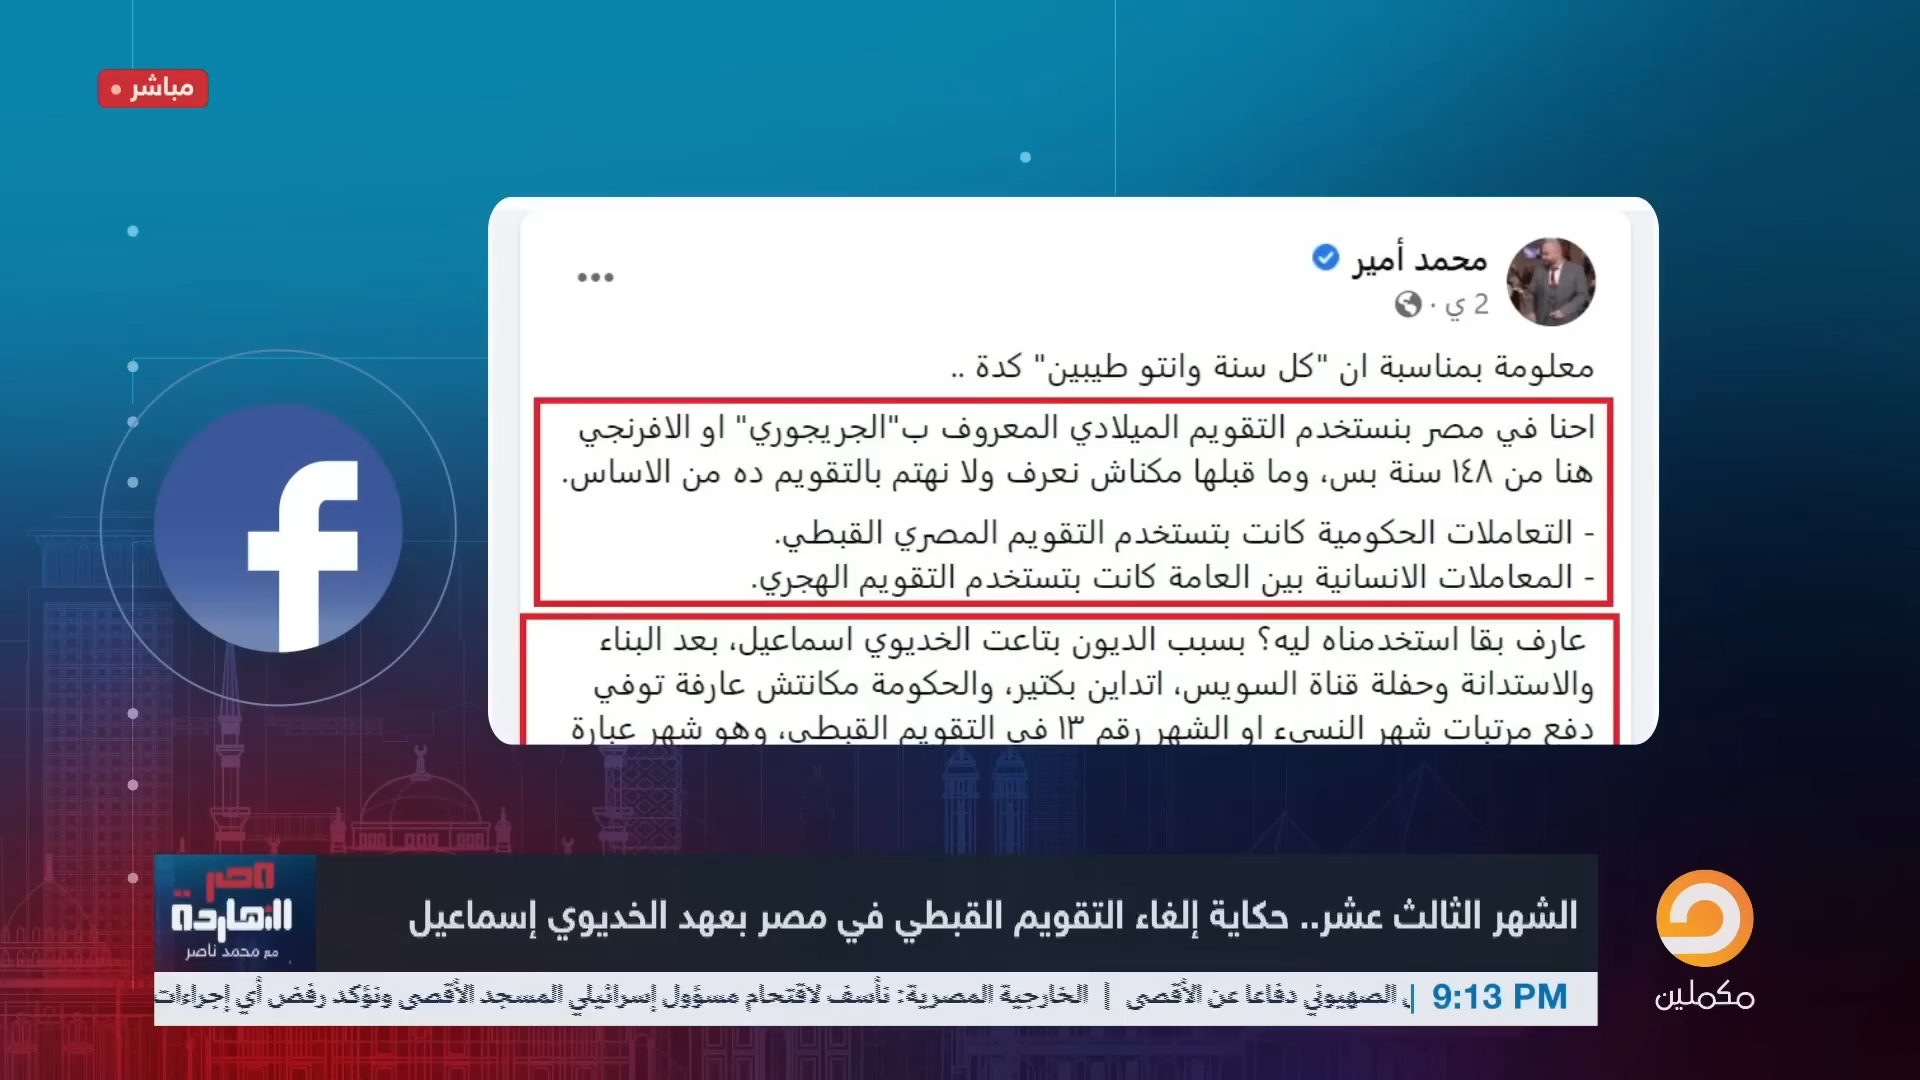 مباشر
محمد أمير
2 ي ·
معلومة بمناسبة ان "كل سنة وانتو طيبين" كدة ..
احنا في مصر بنستخدم التقويم الميلادي المعروف ب"الجريجوري" او الافرنجي
هنا من ١٤٨ سنة بس، وما قبلها مكناش نعرف ولا نهتم بالتقويم ده من الاساس.
- التعاملات الحكومية كانت بتستخدم التقويم المصري القبطي.
- المعاملات الانسانية بين العامة كانت بتستخدم التقويم الهجري.
عارف بقا استخدمناه ليه؟ بسبب الديون بتاعت الخديوي اسماعيل، بعد البناء
والاستدانة وحفلة قناة السويس، اتداين بكتير، والحكومة مكانتش عارفة توفي
دفع مرتبات شهر النسيء او الشهر رقم ١٣ في التقويم القبطي، وهو شهر عبارة
الشهر الثالث عشر.. حكاية إلغاء التقويم القبطي في مصر بعهد الخديوي إسماعيل
مصر
النهاردة
مع محمد ناصر
9:13 PM
الصهيوني دفاعا عن الأقصى | الخارجية المصرية: نأسف لاقتحام مسؤول إسرائيلي المسجد الأقصى ونؤكد رفض أي إجراءات
مكملين